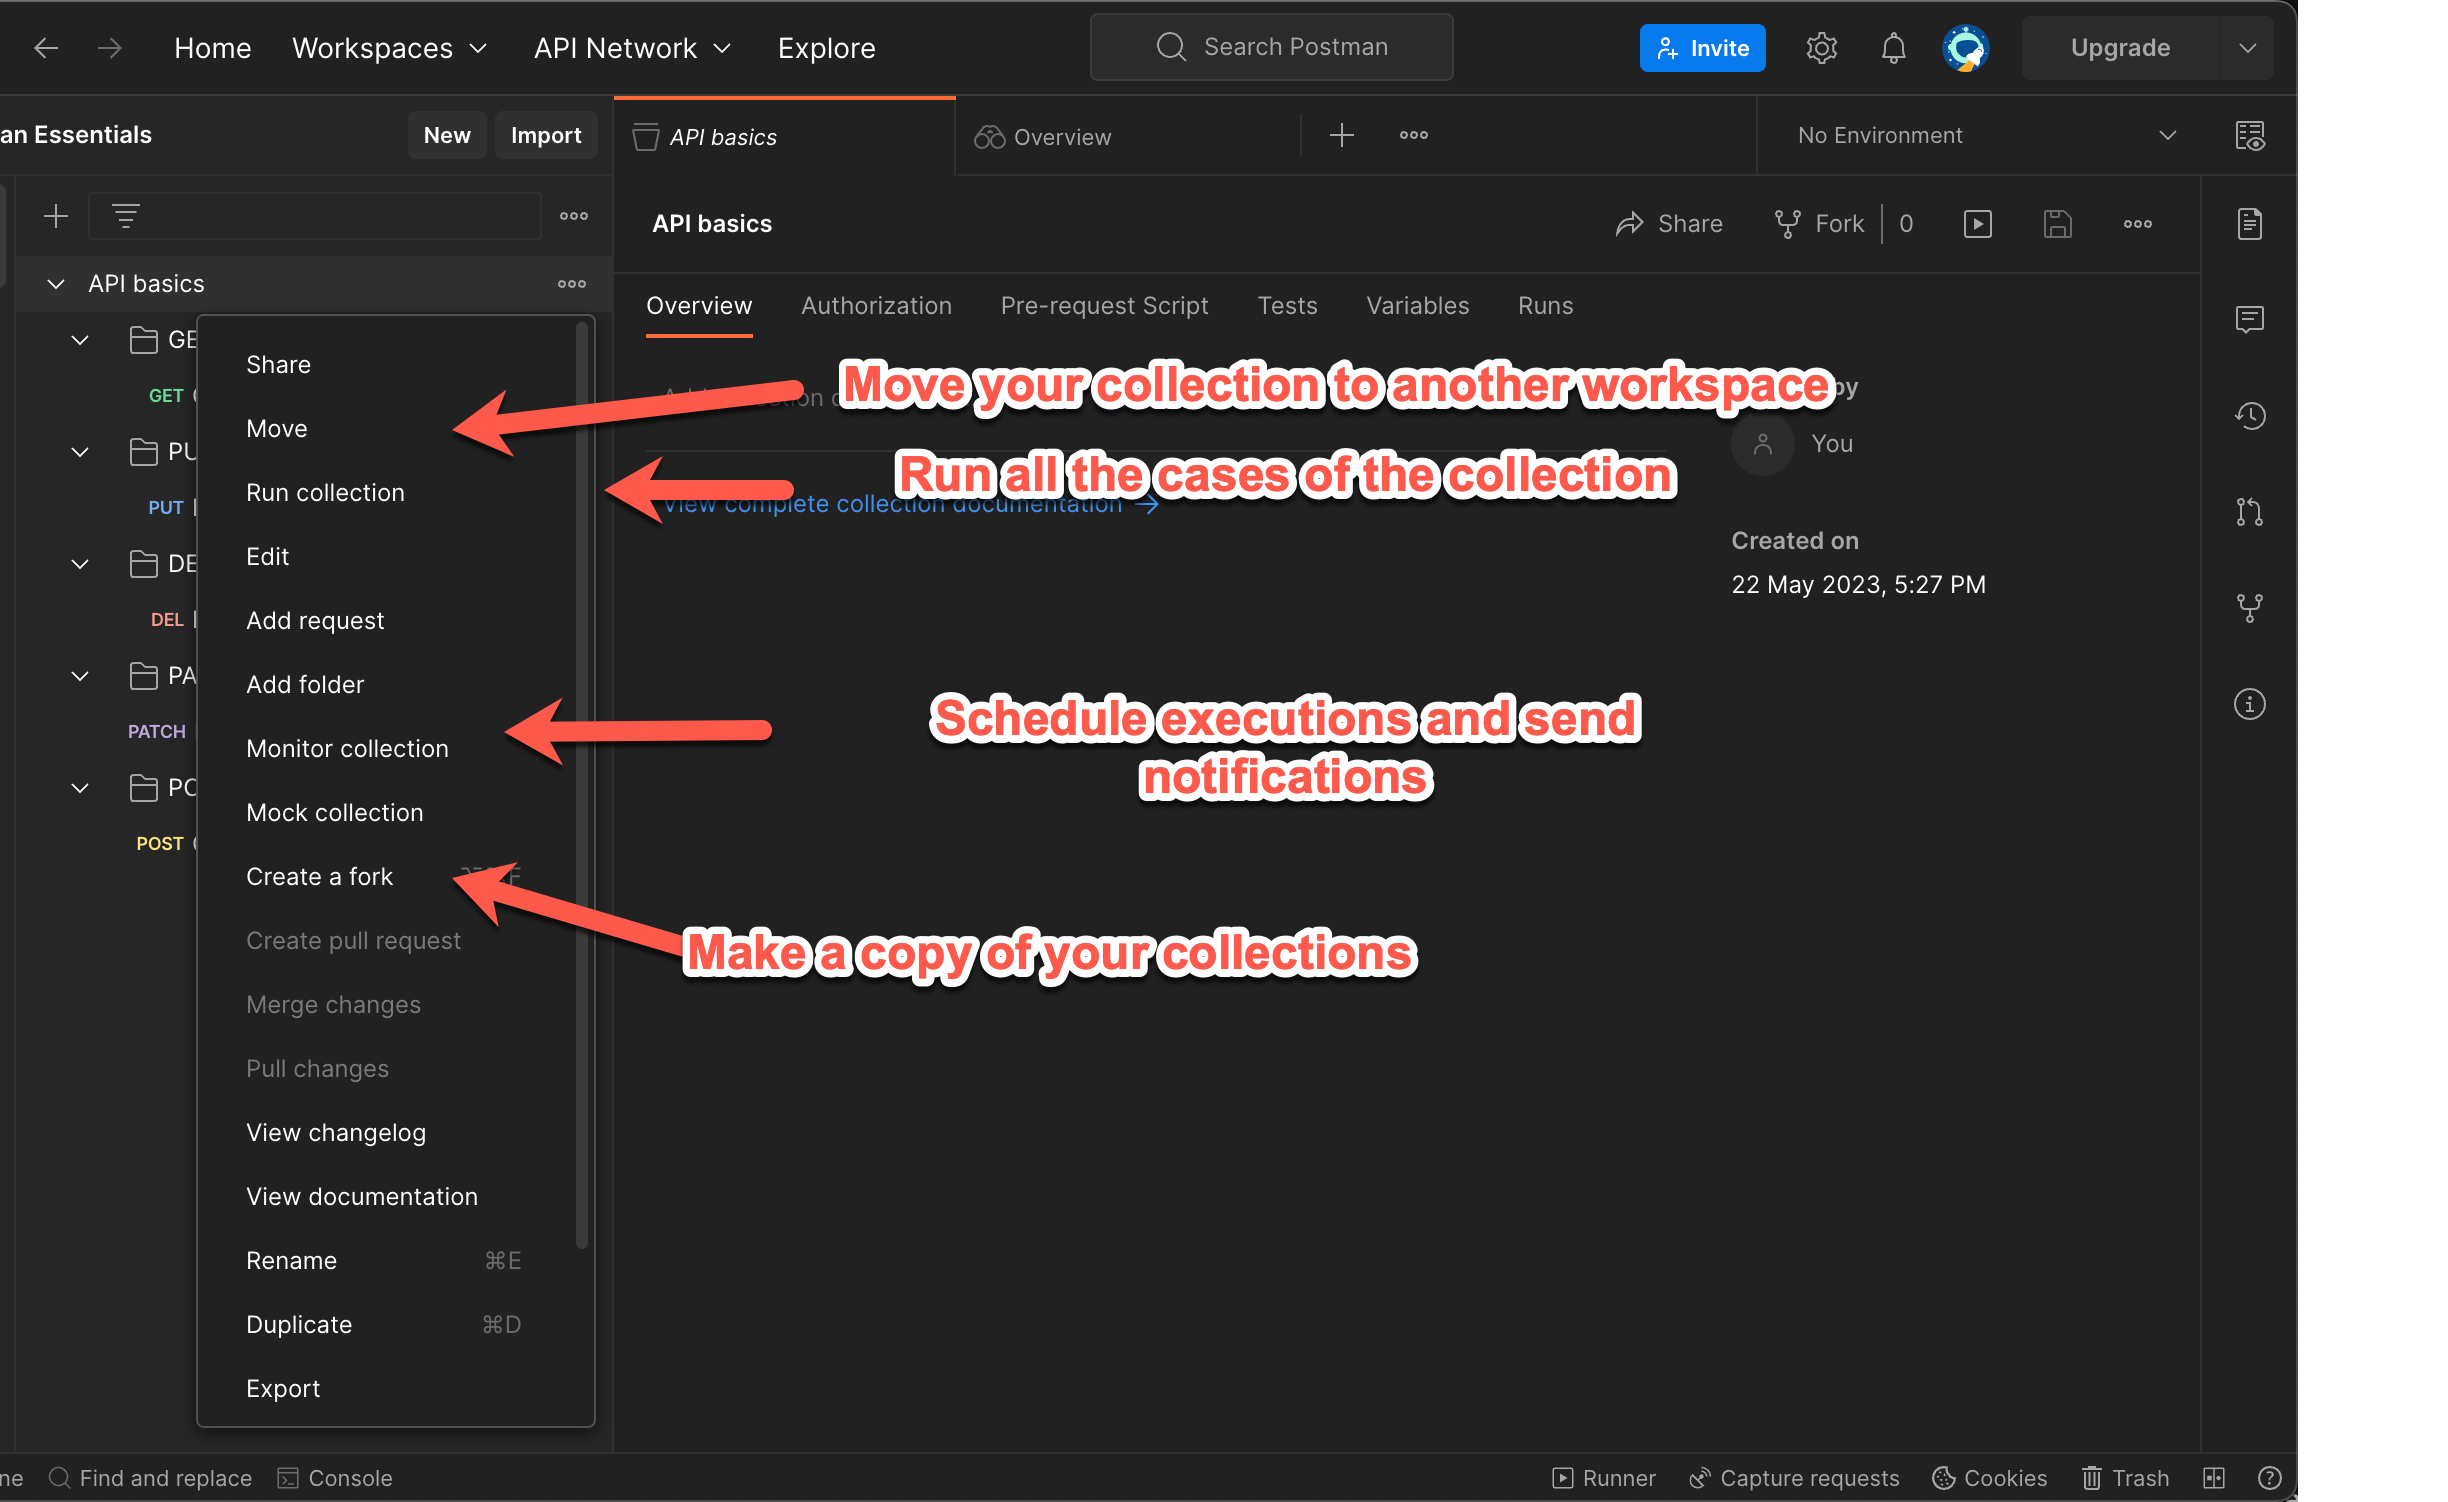 Home Workspaces API Network Explore Search Postman Invite Upgrade
an Essentials New Import API basics Overview No Environment
API basics Share Fork 0
API basics
Overview Authorization Pre-request Script Tests Variables Runs
GE
Share
GET
Move
Move your collection to another workspace
PU
You
Run collection
Run all the cases of the collection
PUT
View complete collection documentation
Created on
Edit
DE
22 May 2023, 5:27 PM
Add request
DEL
Add folder
PA
Schedule executions and send
notifications
PATCH
Monitor collection
PO
Mock collection
POST
Create a fork
Create pull request
Make a copy of your collections
Merge changes
Pull changes
View changelog
View documentation
Rename ⌘E
Duplicate ⌘D
Export
ne Find and replace Console Runner Capture requests Cookies Trash